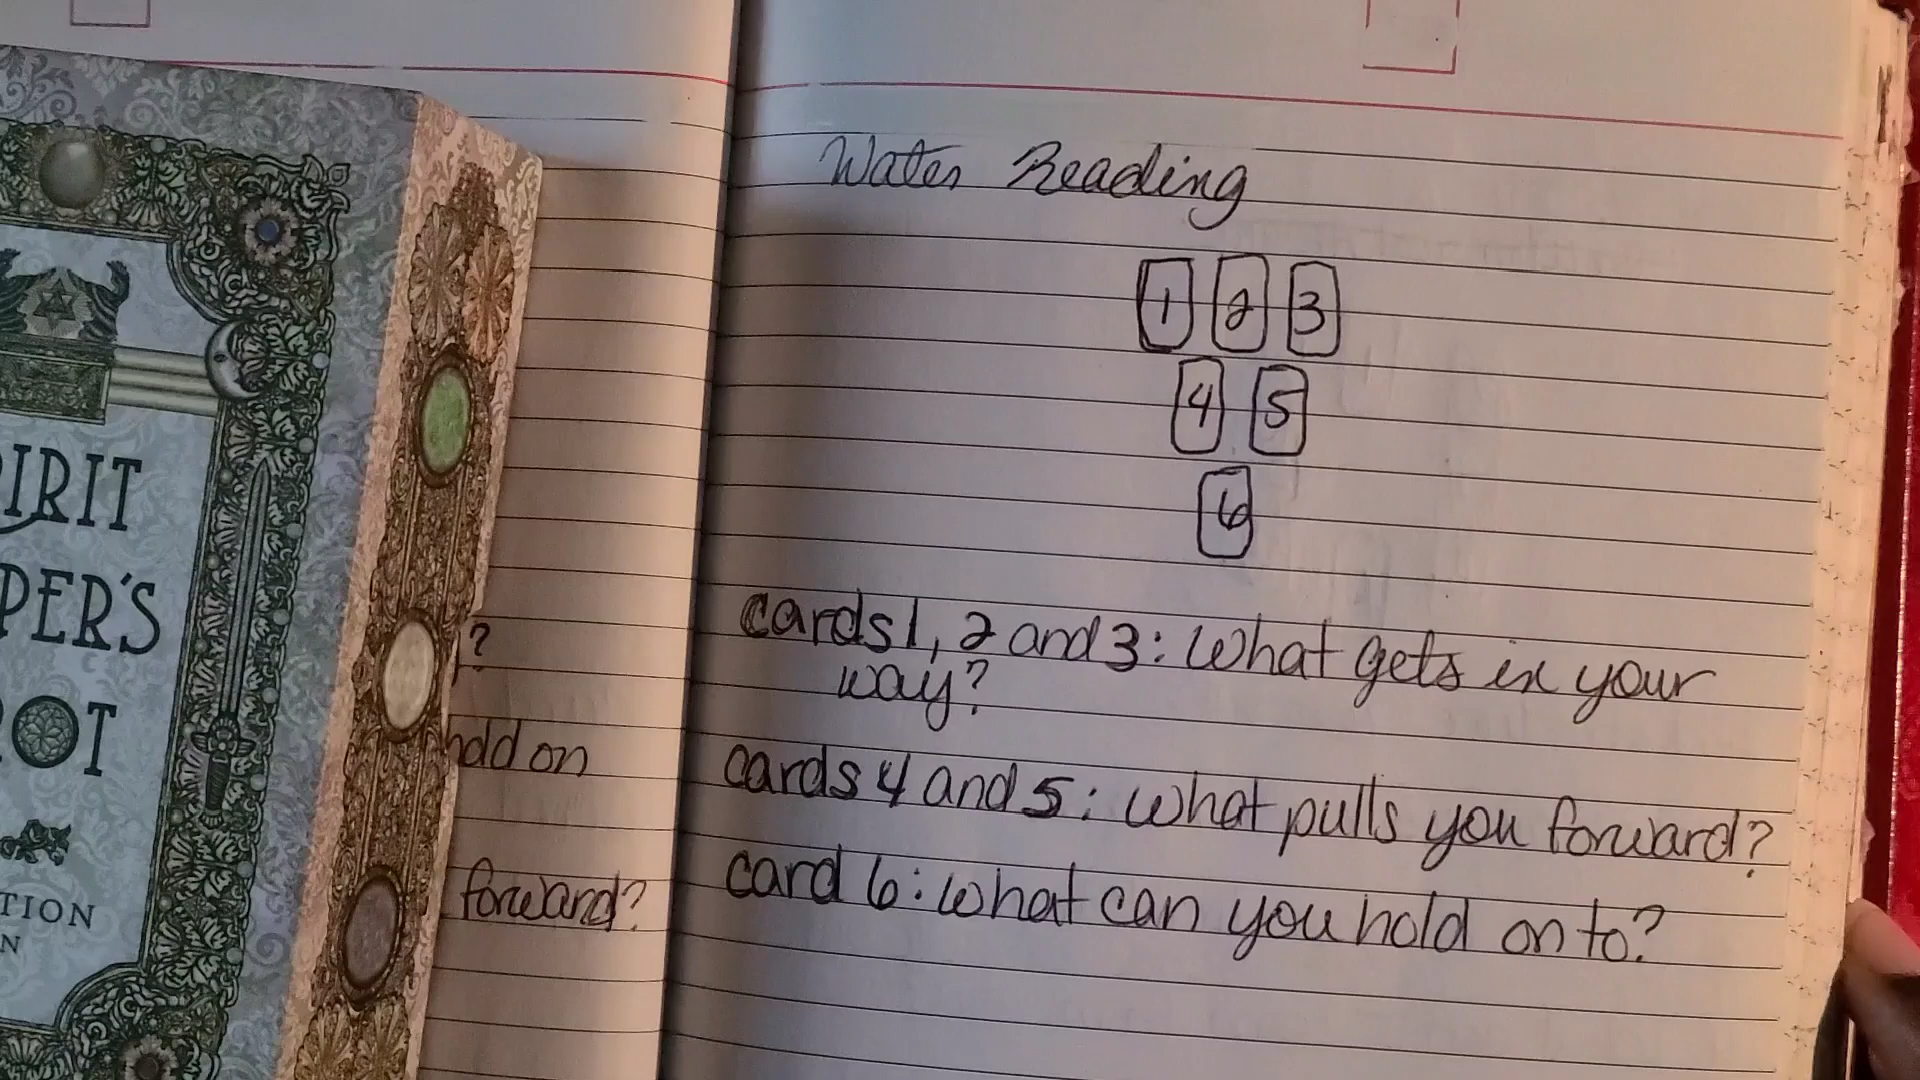 IRIT
PER'S
OT
TION
N
?
hold on
forward?
Water Reading
1 2 3
4 5
6
cards 1, 2 and 3: What gets in your
way?
cards 4 and 5: What pulls you forward?
card 6: What can you hold on to?